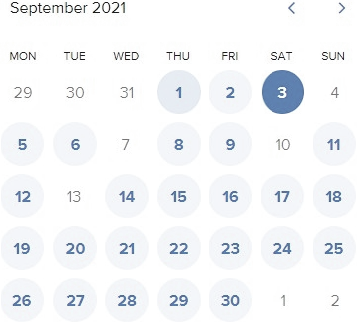 September 2021 < >
MON TUE WED THU FRI SAT SUN
29 30 31 1 2 3 4
5 6 7 8 9 10 11
12 13 14 15 16 17 18
19 20 21 22 23 24 25
26 27 28 29 30 1 2